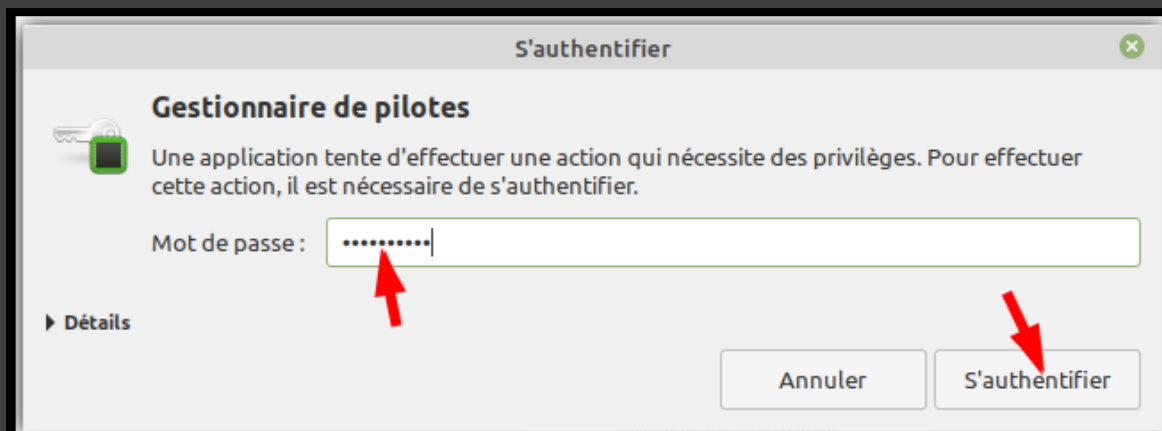 S'authentifier
Gestionnaire de pilotes
Une application tente d'effectuer une action qui nécessite des privilèges. Pour effectuer
cette action, il est nécessaire de s'authentifier.
Mot de passe : ••••••••••
Détails
Annuler
S'authentifier